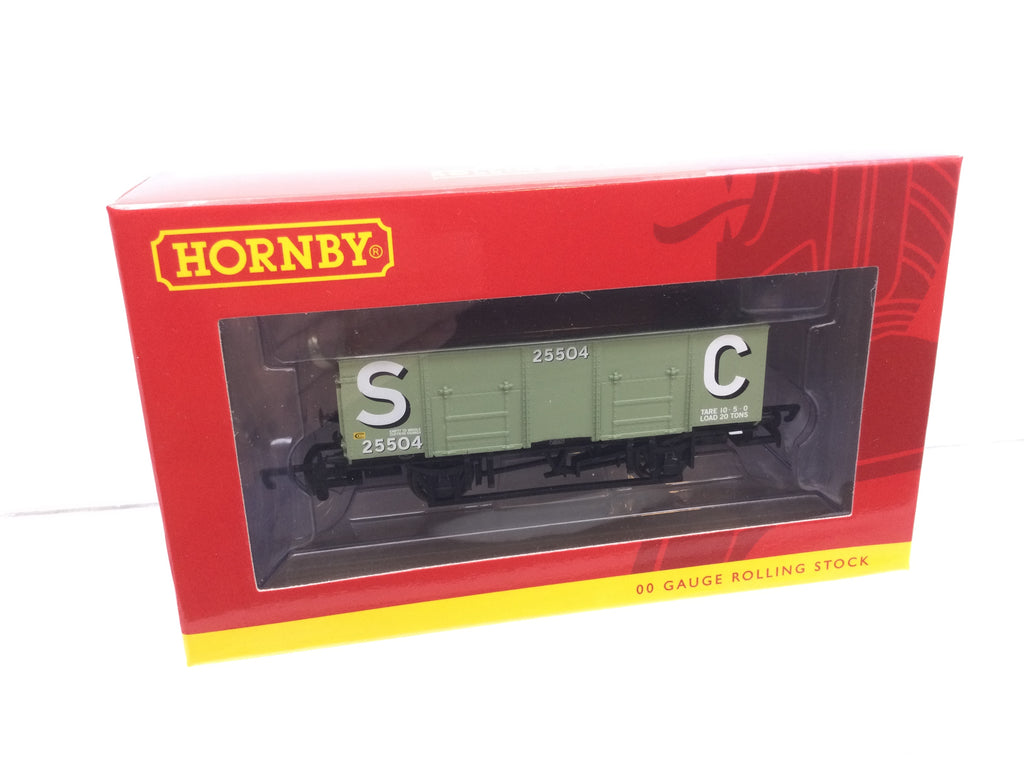 HORNBY®
25504
S C
25504
TARE 10-5-0
LOAD 20 TONS
00 GAUGE ROLLING STOCK